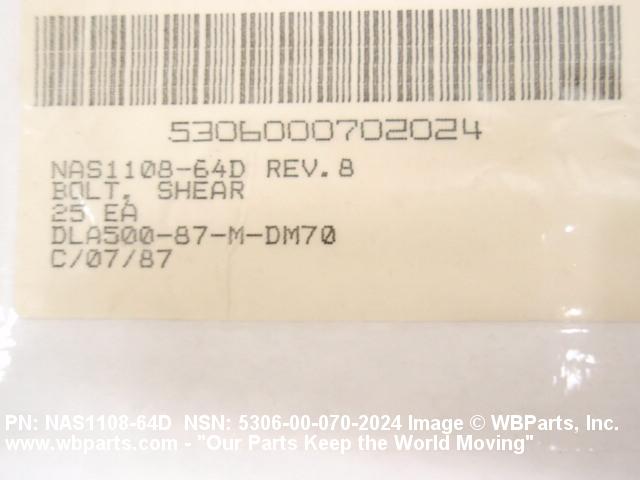 5306000702024
NAS1108-64D REV.8
BOLT, SHEAR
25 EA
DLA500-87-M-DM70
C/07/87
PN: NAS1108-64D NSN: 5306-00-070-2024 Image © WBParts, Inc.
www.wbparts.com - "Our Parts Keep the World Moving"